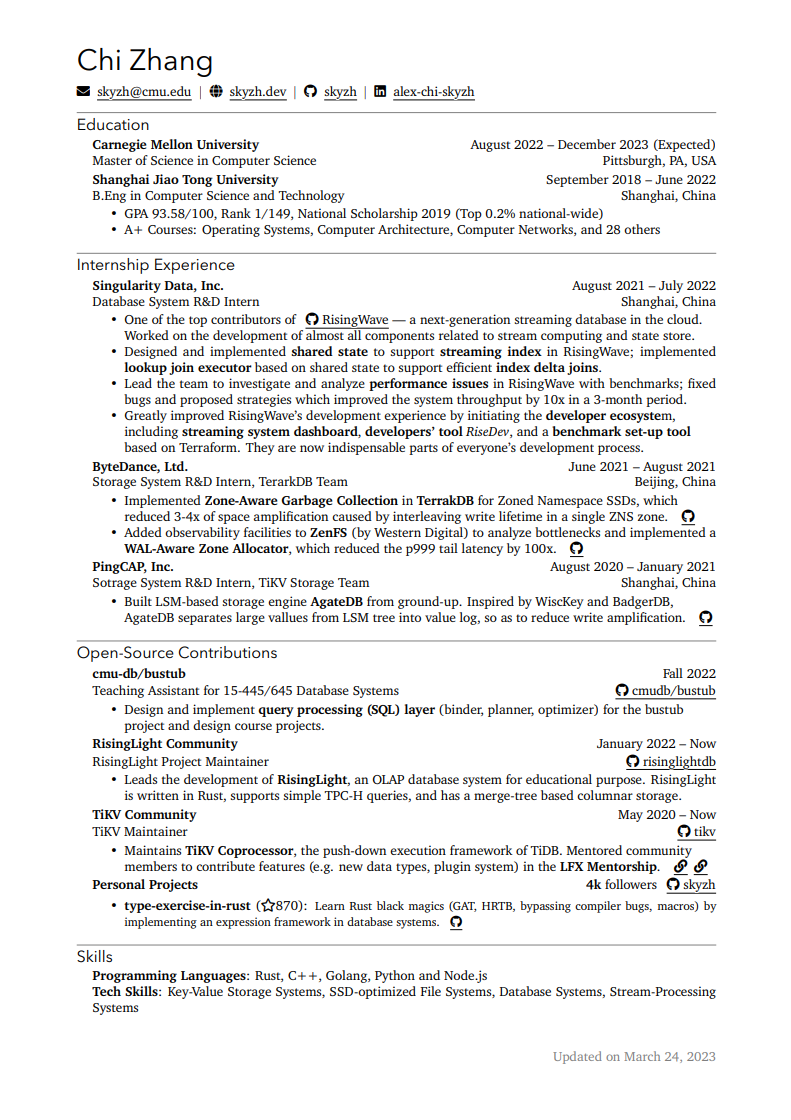 Chi Zhang
skyzh@cmu.edu | skyzh.dev | skyzh | alex-chi-skyzh
Education
Carnegie Mellon University August 2022 – December 2023 (Expected)
Master of Science in Computer Science Pittsburgh, PA, USA
Shanghai Jiao Tong University September 2018 – June 2022
B.Eng in Computer Science and Technology Shanghai, China
• GPA 93.58/100, Rank 1/149, National Scholarship 2019 (Top 0.2% national-wide)
• A+ Courses: Operating Systems, Computer Architecture, Computer Networks, and 28 others
Internship Experience
Singularity Data, Inc. August 2021 – July 2022
Database System R&D Intern Shanghai, China
• One of the top contributors of RisingWave — a next-generation streaming database in the cloud.
Worked on the development of almost all components related to stream computing and state store.
• Designed and implemented shared state to support streaming index in RisingWave; implemented
lookup join executor based on shared state to support efficient index delta joins.
• Lead the team to investigate and analyze performance issues in RisingWave with benchmarks; fixed
bugs and proposed strategies which improved the system throughput by 10x in a 3-month period.
• Greatly improved RisingWave's development experience by initiating the developer ecosystem,
including streaming system dashboard, developers' tool RiseDev, and a benchmark set-up tool
based on Terraform. They are now indispensable parts of everyone's development process.
ByteDance, Ltd. June 2021 – August 2021
Storage System R&D Intern, TerarkDB Team Beijing, China
• Implemented Zone-Aware Garbage Collection in TerrakDB for Zoned Namespace SSDs, which
reduced 3-4x of space amplification caused by interleaving write lifetime in a single ZNS zone.
• Added observability facilities to ZenFS (by Western Digital) to analyze bottlenecks and implemented a
WAL-Aware Zone Allocator, which reduced the p999 tail latency by 100x.
PingCAP, Inc. August 2020 – January 2021
Sotrage System R&D Intern, TiKV Storage Team Shanghai, China
• Built LSM-based storage engine AgateDB from ground-up. Inspired by WiscKey and BadgerDB,
AgateDB separates large vallues from LSM tree into value log, so as to reduce write amplification.
Open-Source Contributions
cmu-db/bustub Fall 2022
Teaching Assistant for 15-445/645 Database Systems cmudb/bustub
• Design and implement query processing (SQL) layer (binder, planner, optimizer) for the bustub
project and design course projects.
RisingLight Community January 2022 – Now
RisingLight Project Maintainer risinglightdb
• Leads the development of RisingLight, an OLAP database system for educational purpose. RisingLight
is written in Rust, supports simple TPC-H queries, and has a merge-tree based columnar storage.
TiKV Community May 2020 – Now
TiKV Maintainer tikv
• Maintains TiKV Coprocessor, the push-down execution framework of TiDB. Mentored community
members to contribute features (e.g. new data types, plugin system) in the LFX Mentorship.
Personal Projects 4k followers skyzh
• type-exercise-in-rust (☆870): Learn Rust black magics (GAT, HRTB, bypassing compiler bugs, macros) by
implementing an expression framework in database systems.
Skills
Programming Languages: Rust, C++, Golang, Python and Node.js
Tech Skills: Key-Value Storage Systems, SSD-optimized File Systems, Database Systems, Stream-Processing
Systems
Updated on March 24, 2023